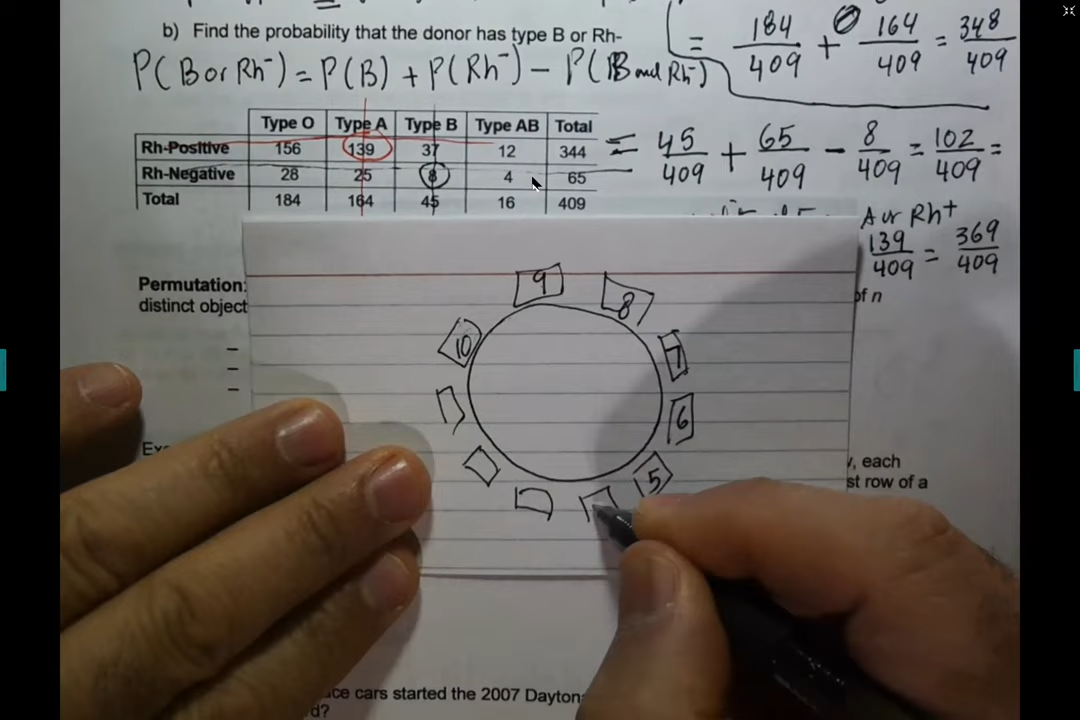 184/409 + 164/409 = 348/409
b) Find the probability that the donor has type B or Rh-
P(B or Rh⁻) = P(B) + P(Rh⁻) - P(B and Rh⁻)
Type O Type A Type B Type AB Total
Rh-Positive 156 139 37 12 344
Rh-Negative 28 25 8 4 65
Total 184 164 45 16 409
= 45/409 + 65/409 - 8/409 = 102/409 =
A or Rh+
139/409 = 369/409
Permutation: of n
distinct object
9 8
10 7
6
5
, each
st row of a
ce cars started the 2007 Dayton
d?